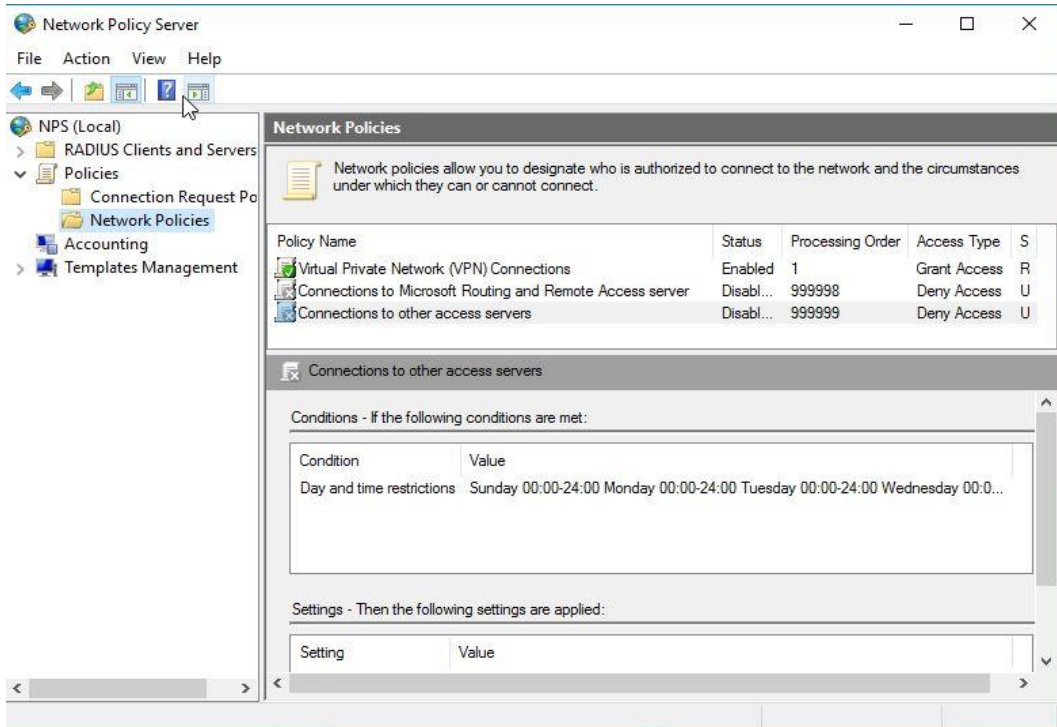 Network Policy Server
File Action View Help
NPS (Local)
RADIUS Clients and Servers
Policies
Connection Request Po
Network Policies
Accounting
Templates Management
Network Policies
Network policies allow you to designate who is authorized to connect to the network and the circumstances
under which they can or cannot connect.
Policy Name Status Processing Order Access Type S
Virtual Private Network (VPN) Connections Enabled 1 Grant Access R
Connections to Microsoft Routing and Remote Access server Disabl... 999998 Deny Access U
Connections to other access servers Disabl... 999999 Deny Access U
Connections to other access servers
Conditions - If the following conditions are met:
Condition Value
Day and time restrictions Sunday 00:00-24:00 Monday 00:00-24:00 Tuesday 00:00-24:00 Wednesday 00:0...
Settings - Then the following settings are applied:
Setting Value